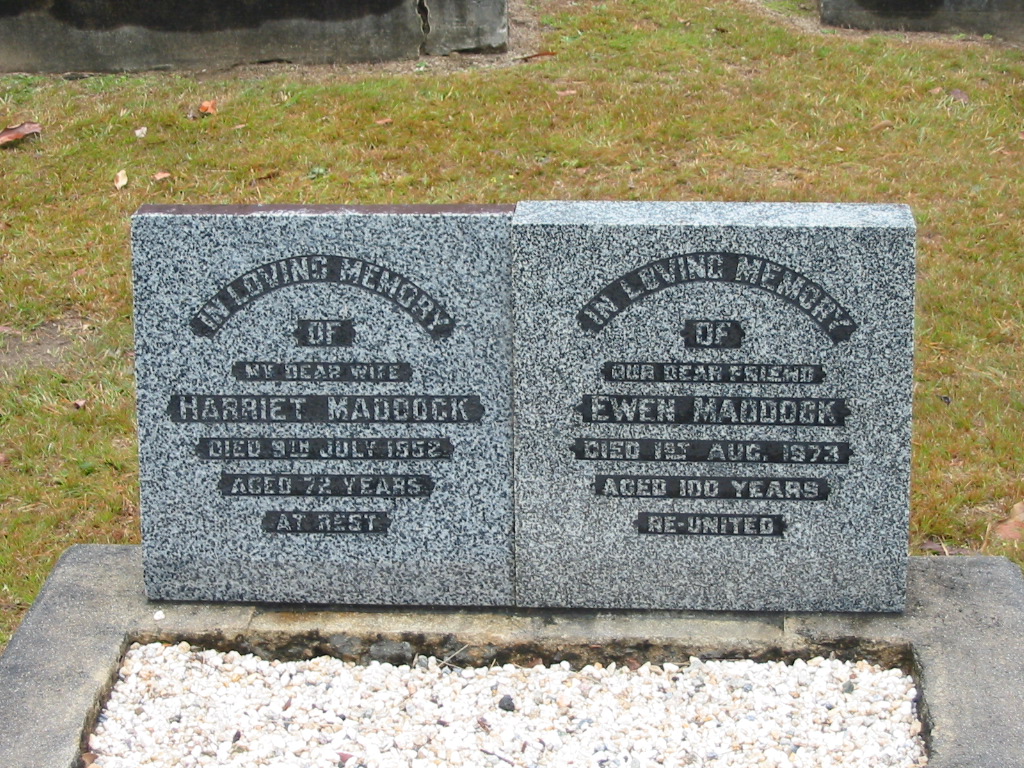 IN LOVING MEMORY
OF
MY DEAR WIFE
HARRIET MADDOCK
DIED 9TH JULY 1952
AGED 72 YEARS
AT REST
IN LOVING MEMORY
OF
OUR DEAR FRIEND
EWEN MADDOCK
DIED 1ST AUG. 1973
AGED 100 YEARS
RE-UNITED